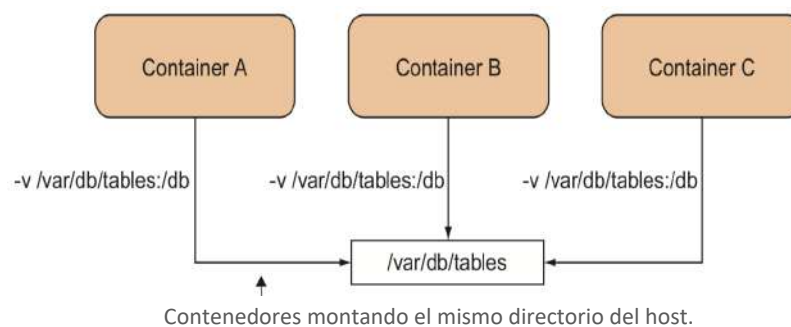 Container A
Container B
Container C
-v /var/db/tables:/db
-v /var/db/tables:/db
-v /var/db/tables:/db
/var/db/tables
Contenedores montando el mismo directorio del host.